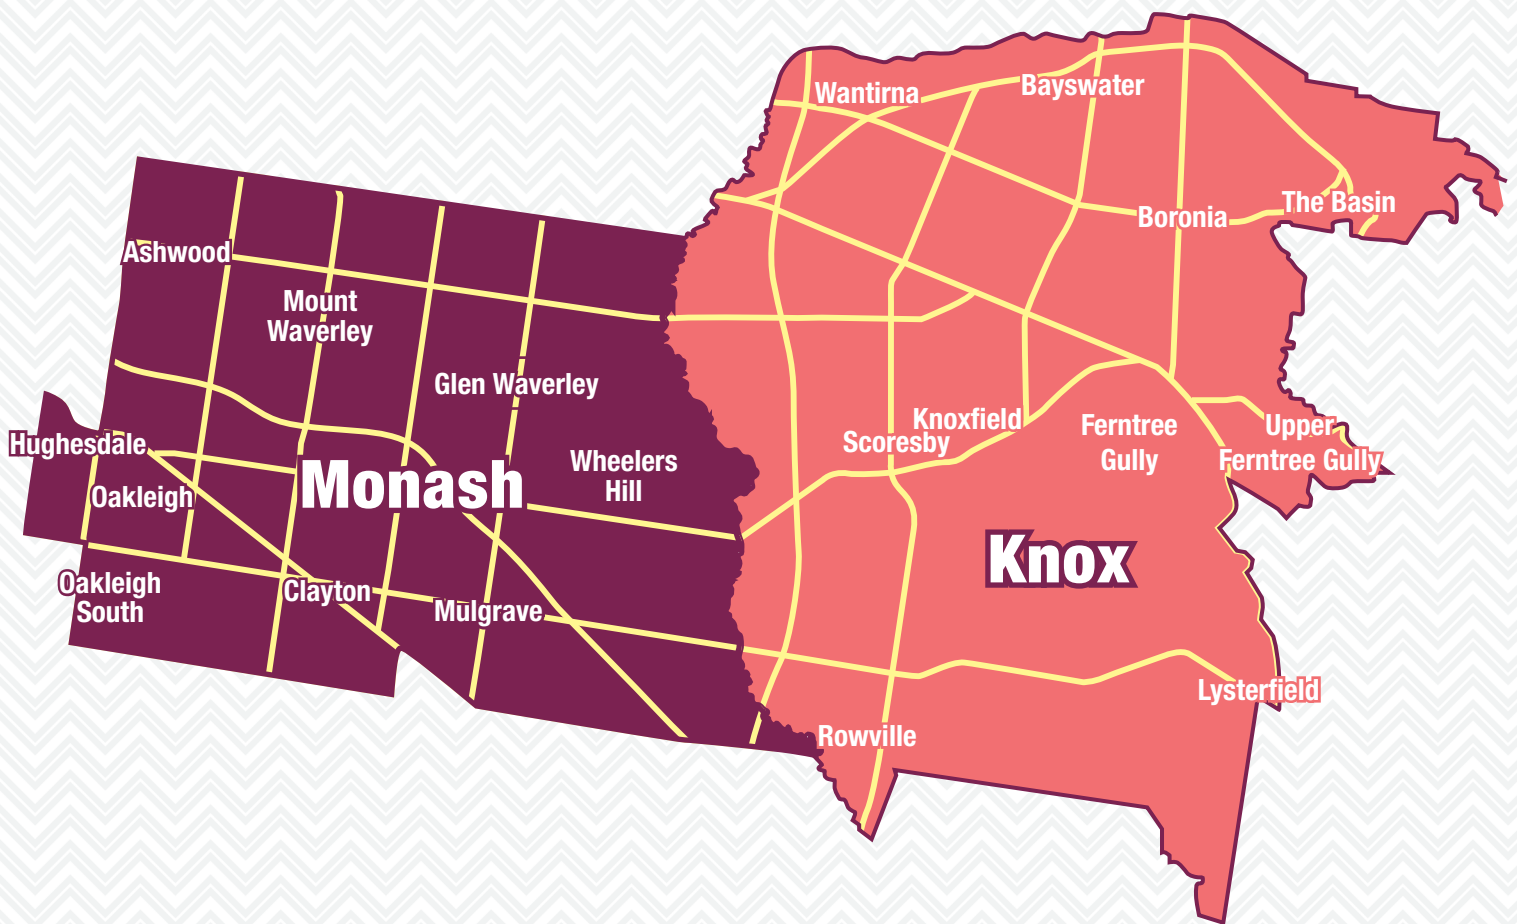 Wantirna
Bayswater
The Basin
Boronia
Ashwood
Mount
Waverley
Glen Waverley
Hughesdale
Oakleigh
Monash
Wheelers
Hill
Knoxfield
Scoresby
Ferntree
Gully
Upper
Ferntree Gully
Knox
Oakleigh
South
Clayton
Mulgrave
Lysterfield
Rowville